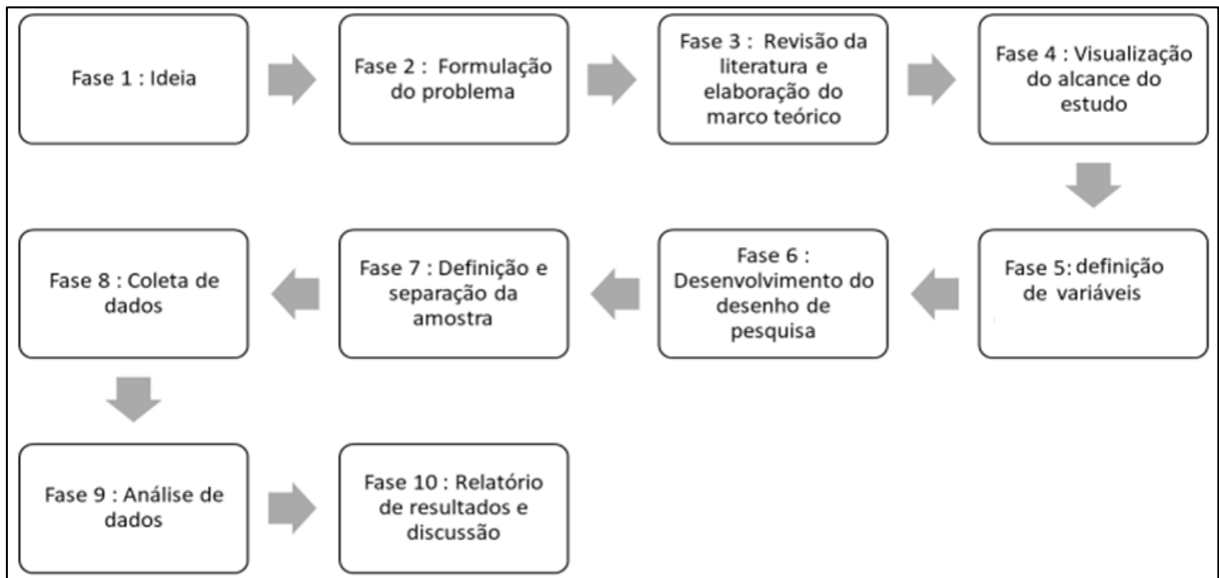 Fase 1 : Ideia
Fase 2 : Formulação
do problema
Fase 3 : Revisão da
literatura e
elaboração do
marco teórico
Fase 4 : Visualização
do alcance do
estudo
Fase 5: definição
de variáveis
Fase 6 :
Desenvolvimento do
desenho de
pesquisa
Fase 7 : Definição e
separação da
amostra
Fase 8 : Coleta de
dados
Fase 9 : Análise de
dados
Fase 10 : Relatório
de resultados e
discussão